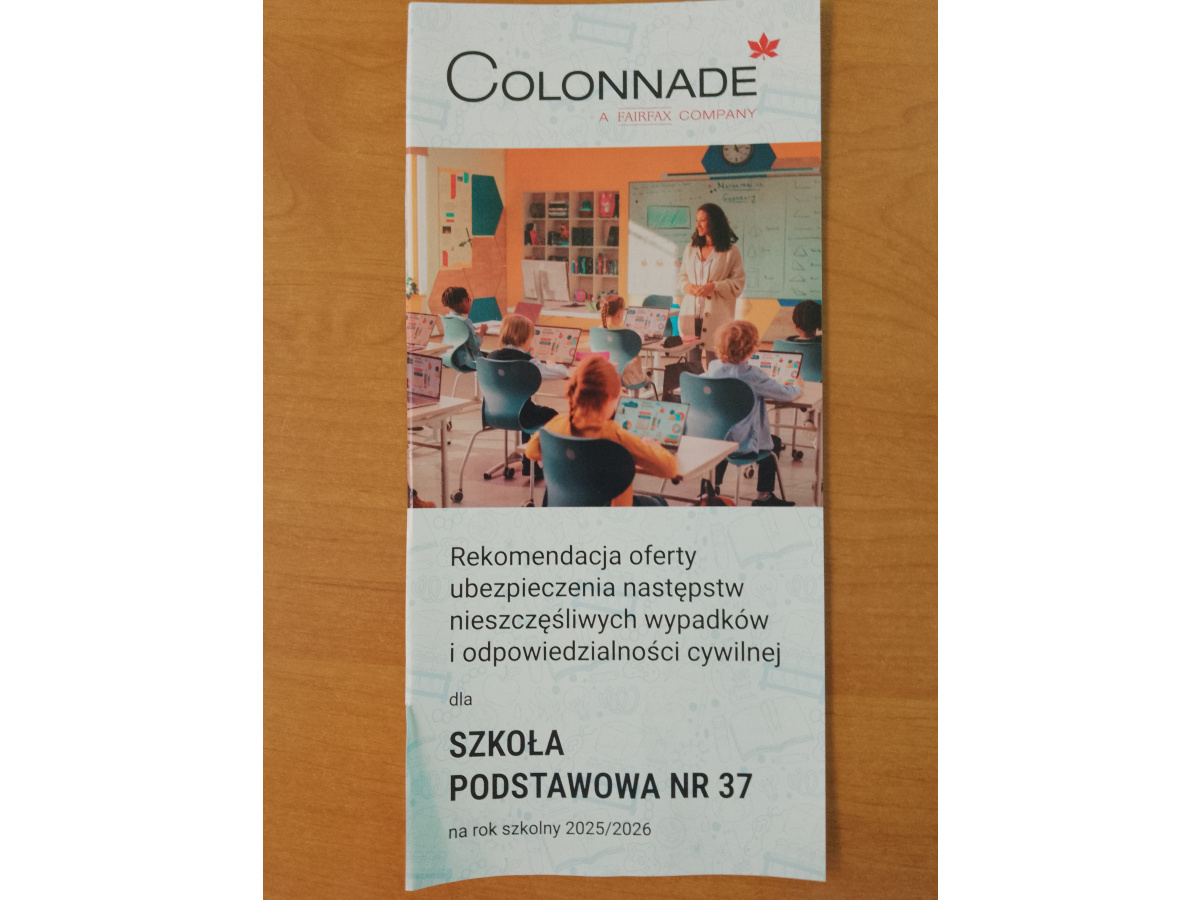 COLONNADE
A FAIRFAX COMPANY
Rekomendacja oferty
ubezpieczenia następstw
nieszczęśliwych wypadków
i odpowiedzialności cywilnej
dla
SZKOŁA
PODSTAWOWA NR 37
na rok szkolny 2025/2026